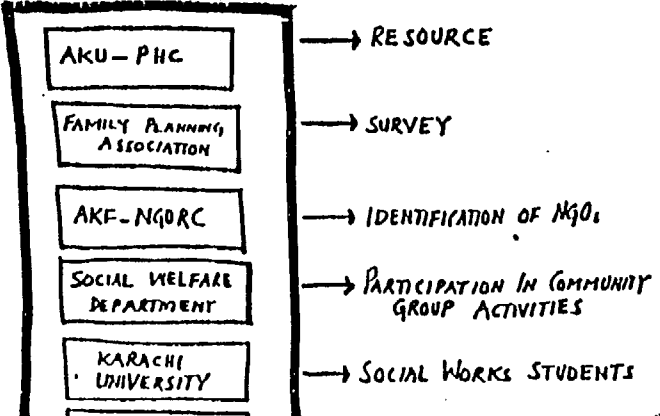 AKU-PHC
RESOURCE
FAMILY PLANNING
ASSOCIATION
SURVEY
AKF-NGORC
IDENTIFICATION OF NGOs
SOCIAL WELFARE
DEPARTMENT
PARTICIPATION IN COMMUNITY
GROUP ACTIVITIES
KARACHI
UNIVERSITY
SOCIAL WORKS STUDENTS